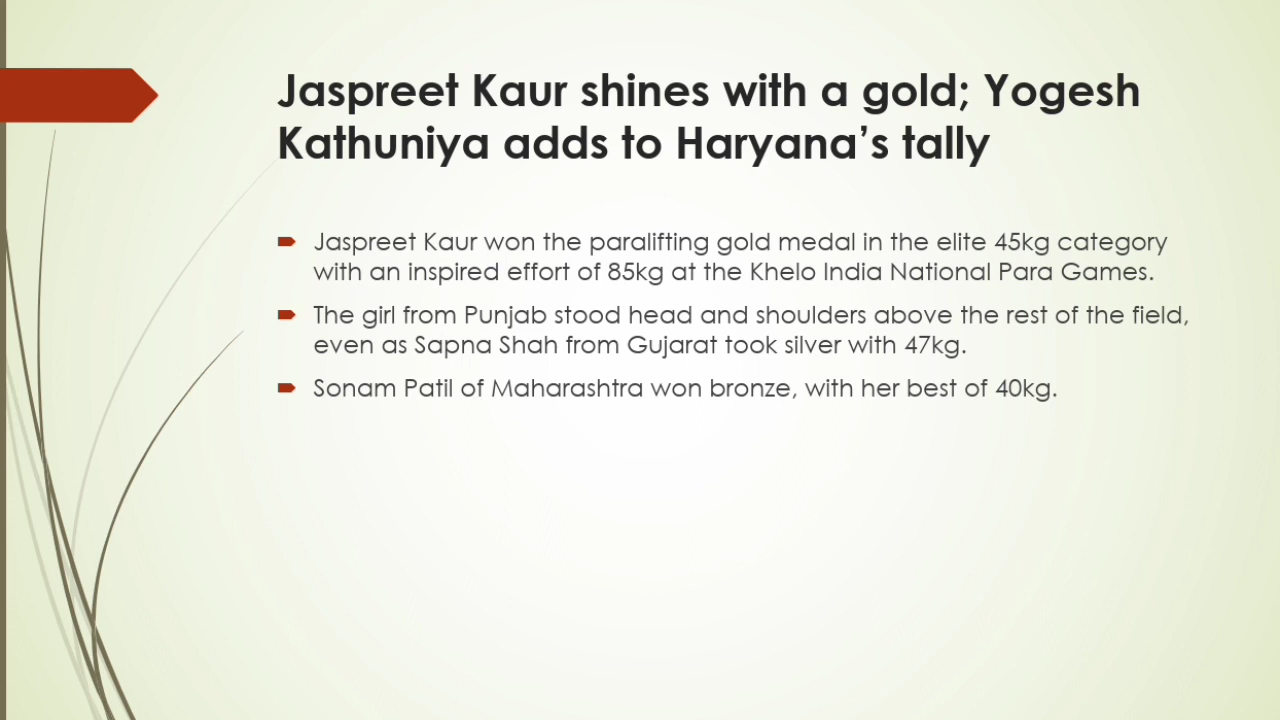 Jaspreet Kaur shines with a gold; Yogesh
Kathuniya adds to Haryana’s tally
Jaspreet Kaur won the paralifting gold medal in the elite 45kg category
with an inspired effort of 85kg at the Khelo India National Para Games.
The girl from Punjab stood head and shoulders above the rest of the field,
even as Sapna Shah from Gujarat took silver with 47kg.
Sonam Patil of Maharashtra won bronze, with her best of 40kg.